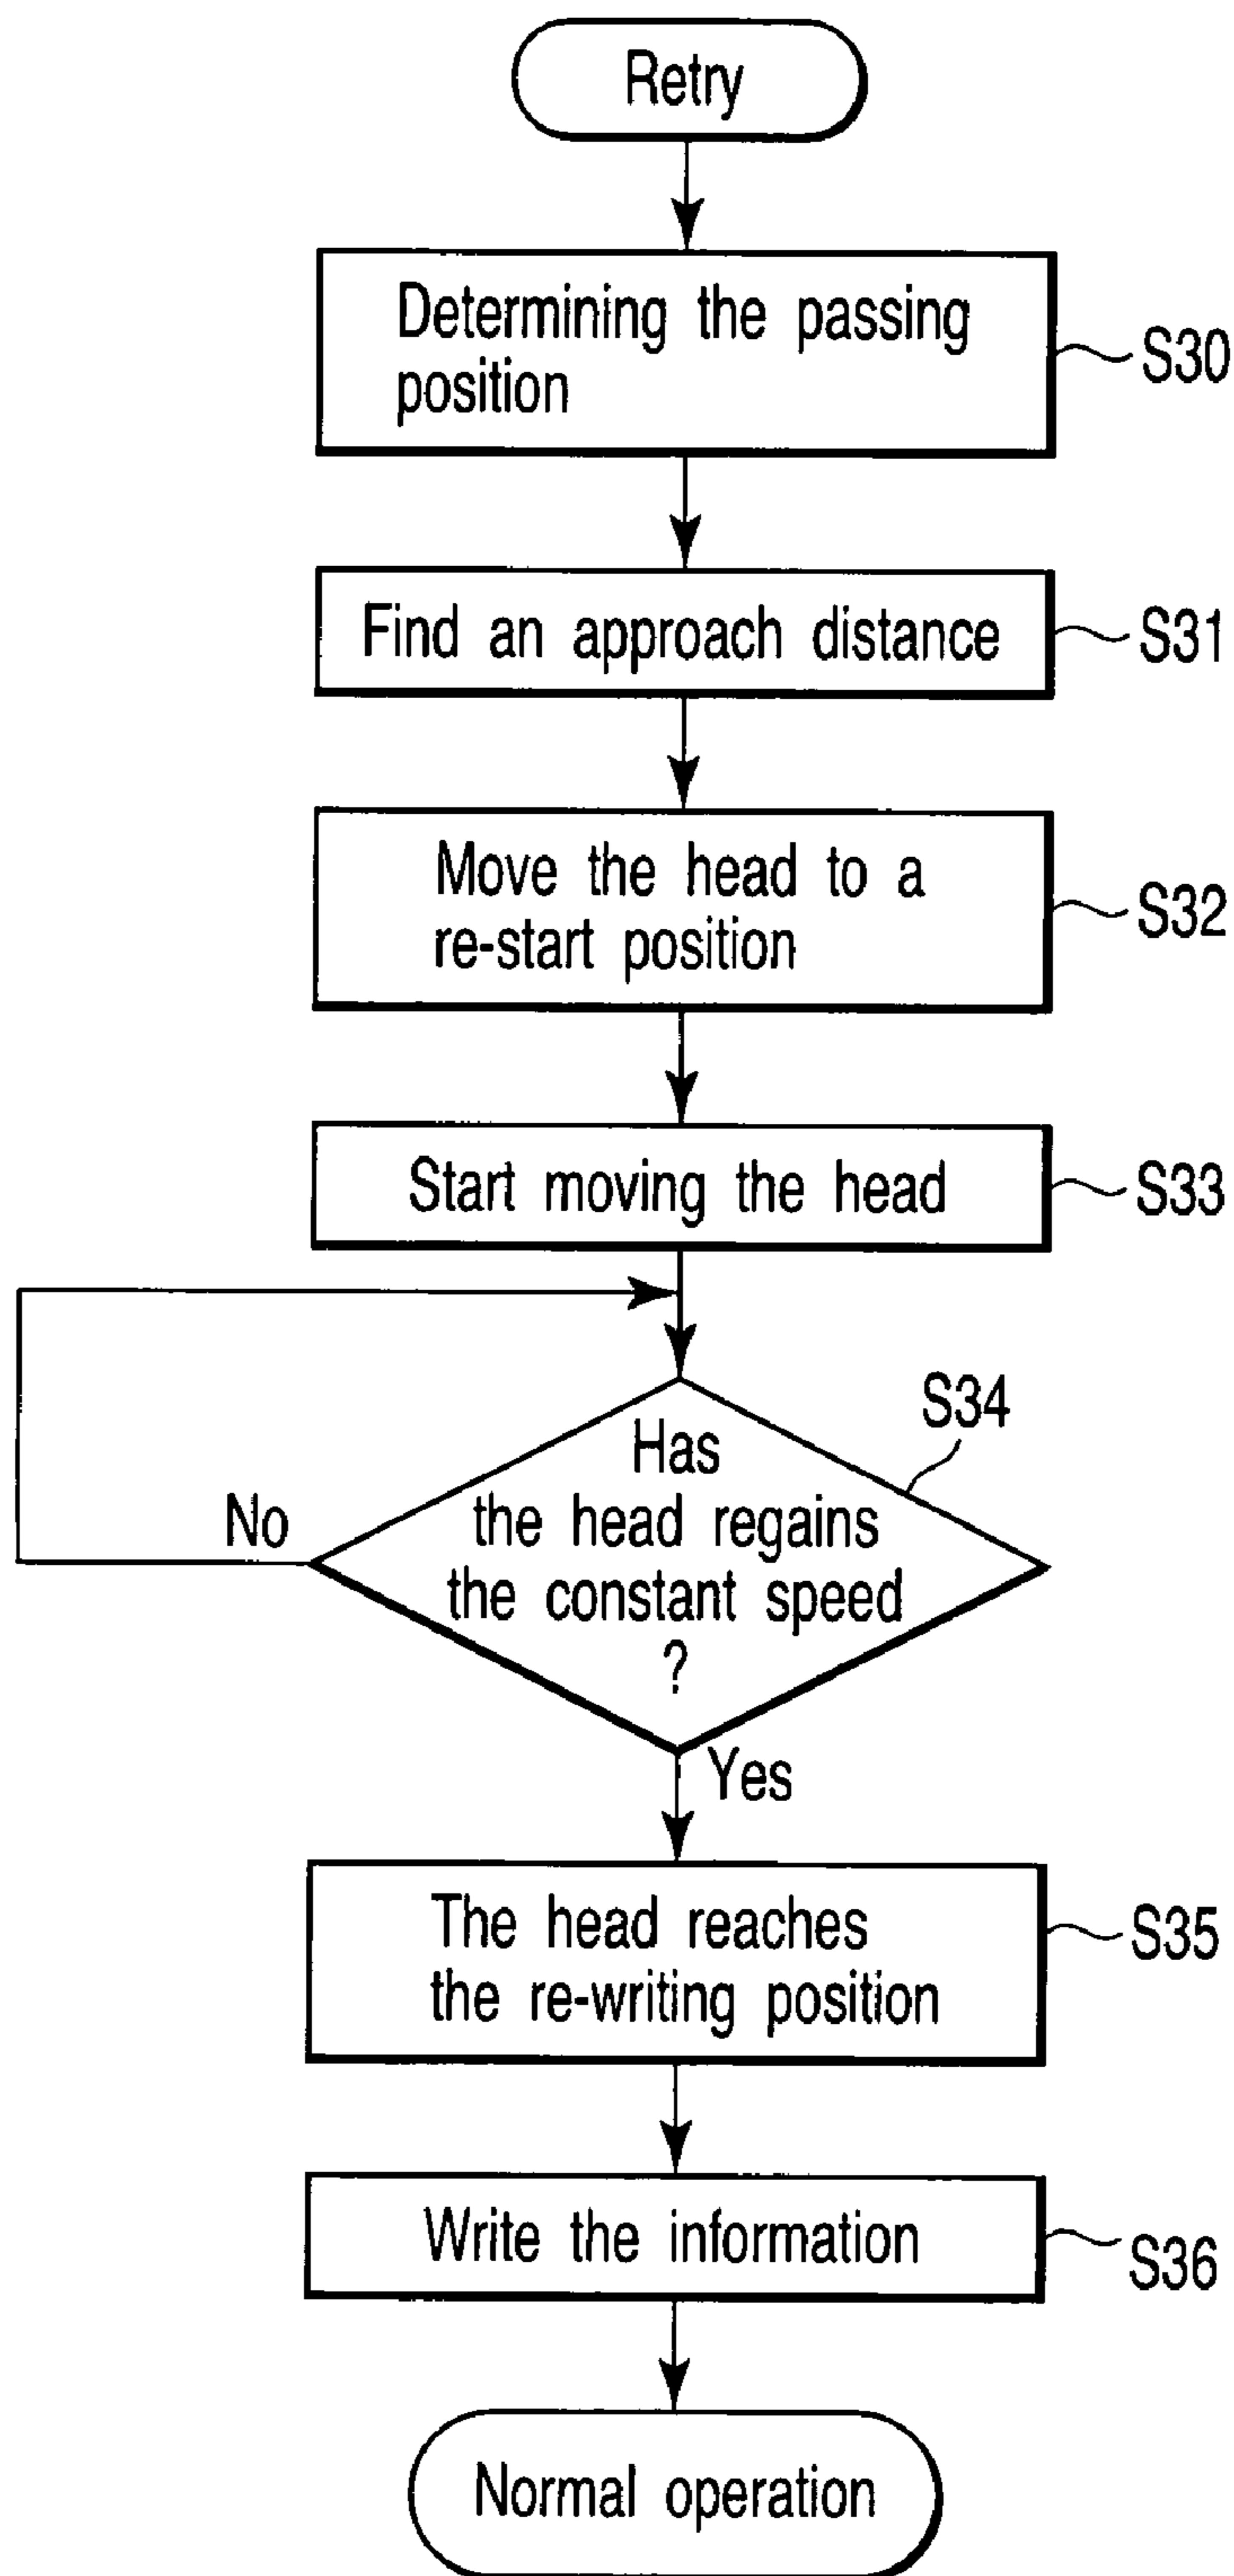 Retry
Determining the passing
position
S30
Find an approach distance
S31
Move the head to a
re-start position
S32
Start moving the head
S33
S34
Has
the head regains
the constant speed
?
No
Yes
The head reaches
the re-writing position
S35
Write the information
S36
Normal operation